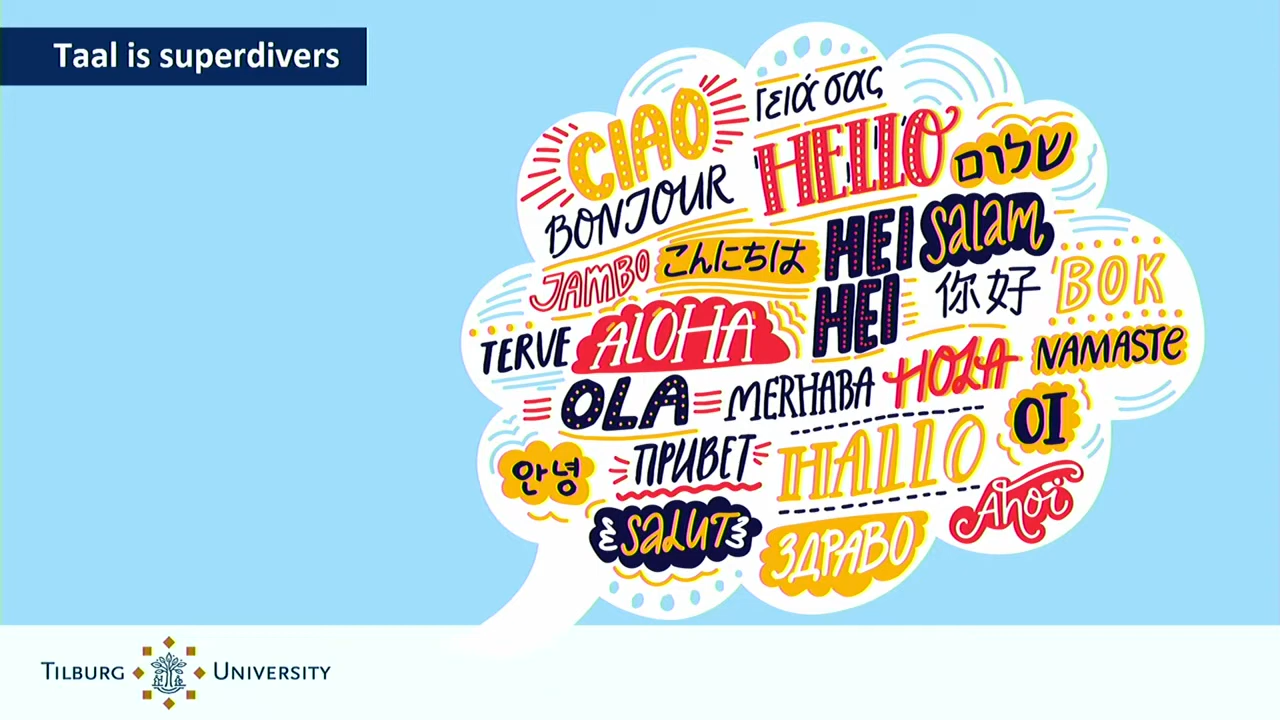 Taal is superdivers
CIAO
Γειά σας
BONJOUR
HELLO
שלום
JAMBO
こんにちは
HEI
HEI
Salam
你好
BOK
TERVE
ALOHA
OLA
MERHABA
HOLA
NAMASTE
안녕
ПРИВЕТ
HALLO
OI
SALUT
ЗДРАВО
Ahoi
TILBURG UNIVERSITY